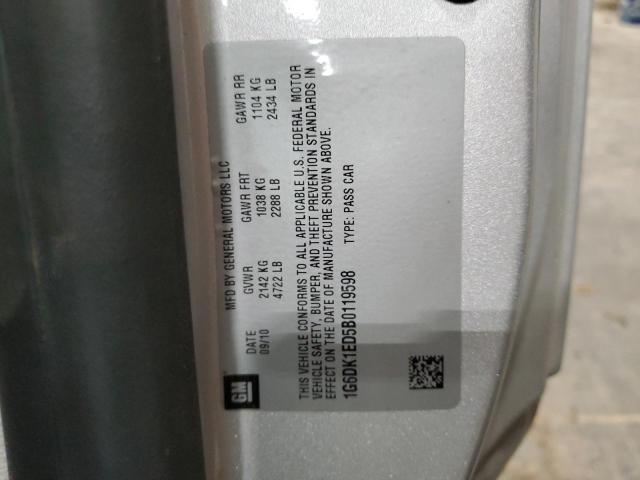 MFD BY GENERAL MOTORS LLC
GM
DATE GVWR GAWR FRT GAWR RR
09/10 2142 KG 1038 KG 1104 KG
4722 LB 2288 LB 2434 LB
THIS VEHICLE CONFORMS TO ALL APPLICABLE U.S. FEDERAL MOTOR
VEHICLE SAFETY, BUMPER, AND THEFT PREVENTION STANDARDS IN
EFFECT ON THE DATE OF MANUFACTURE SHOWN ABOVE.
1G6DK1ED5B0119598 TYPE: PASS CAR